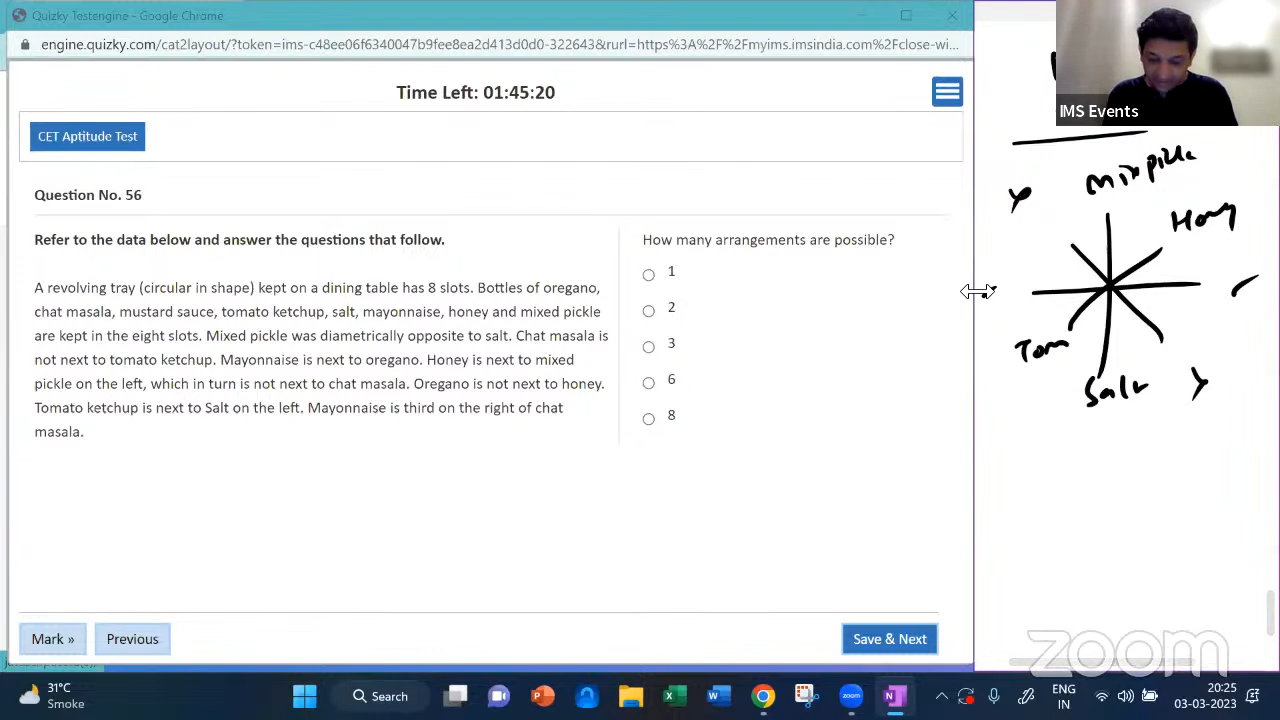 Quizky Testengine - Google Chrome
engine.quizky.com/cat2layout/?token=ims-c48ee06f6340047b9fee8ea2d413d0d0-322643&rurl=https%3A%2F%2Fmyims.imsindia.com%2Fclose-wi...
Time Left: 01:45:20
CET Aptitude Test
Question No. 56
Refer to the data below and answer the questions that follow.
A revolving tray (circular in shape) kept on a dining table has 8 slots. Bottles of oregano,
chat masala, mustard sauce, tomato ketchup, salt, mayonnaise, honey and mixed pickle
are kept in the eight slots. Mixed pickle was diametrically opposite to salt. Chat masala is
not next to tomato ketchup. Mayonnaise is next to oregano. Honey is next to mixed
pickle on the left, which in turn is not next to chat masala. Oregano is not next to honey.
Tomato ketchup is next to Salt on the left. Mayonnaise is third on the right of chat
masala.
How many arrangements are possible?
1
2
3
6
8
Mark »
Previous
Save & Next
IMS Events
Honey
Tom
Salt
zoom
31°C
Smoke
Search
ENG
IN
20:25
03-03-2023